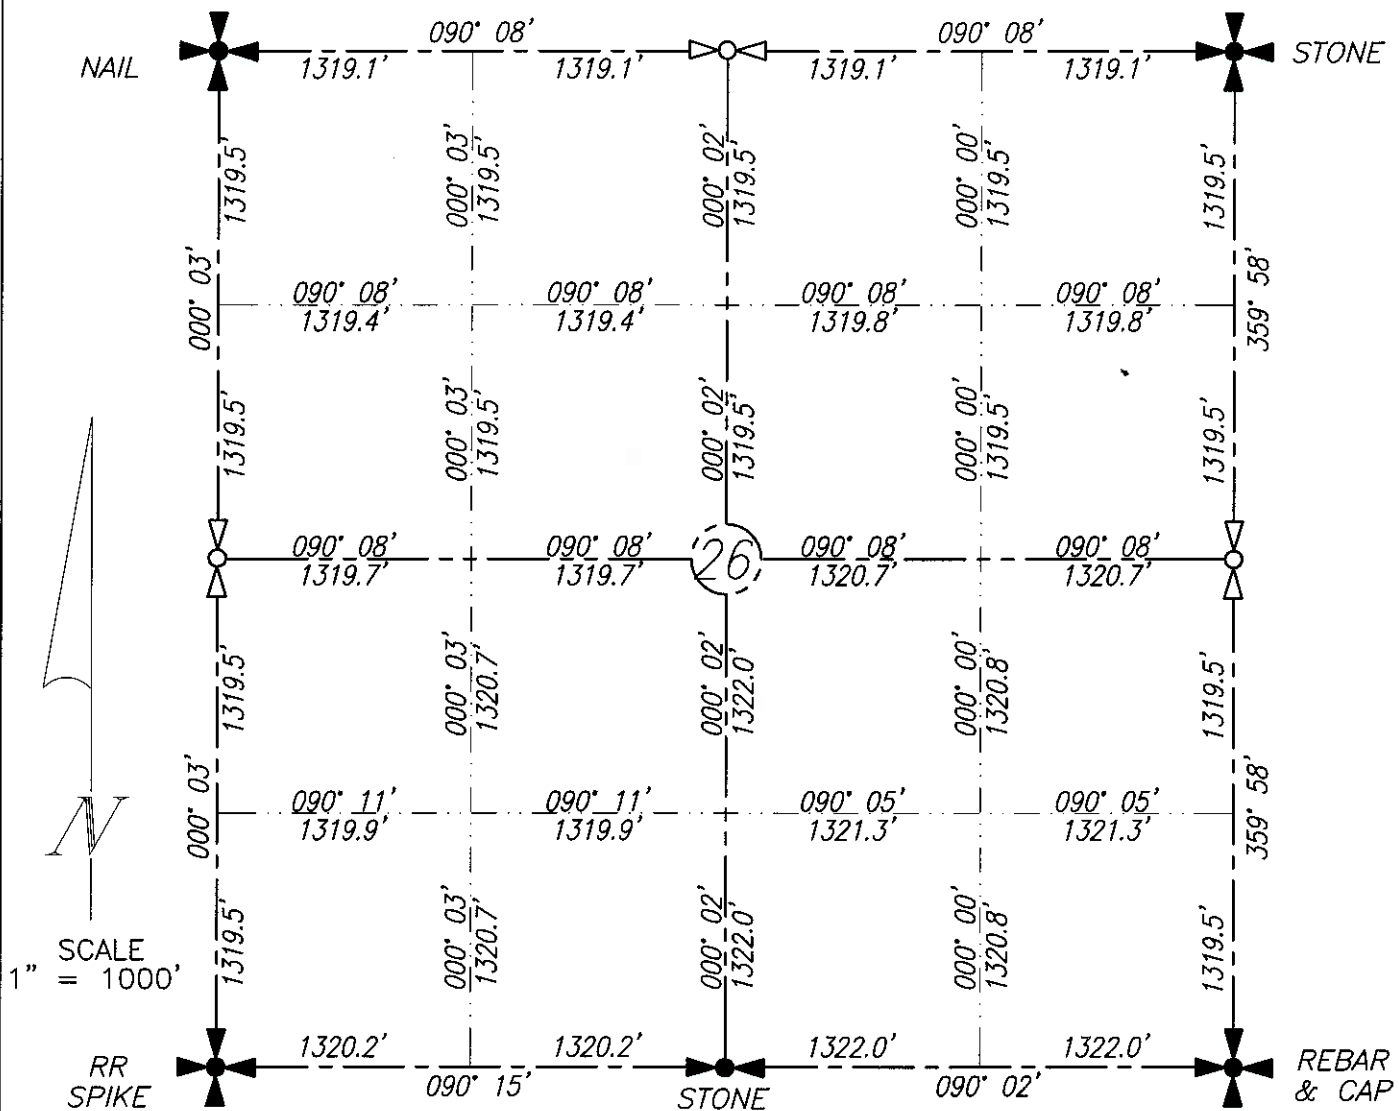 090° 08' 090° 08'
NAIL 1319.1' 1319.1' 1319.1' 1319.1' STONE
1319.5' 000° 03' 1319.5' 000° 02' 1319.5' 000° 00' 1319.5' 1319.5'
000° 03' 359° 58'
090° 08' 090° 08' 090° 08' 090° 08'
1319.4' 1319.4' 1319.8' 1319.8'
1319.5' 000° 03' 1319.5' 000° 02' 1319.5' 000° 00' 1319.5' 1319.5'
090° 08' 090° 08' 26 090° 08' 090° 08'
1319.7' 1319.7' 1320.7' 1320.7'
1319.5' 000° 03' 1320.7' 000° 02' 1322.0' 000° 00' 1320.8' 1319.5'
000° 03' 359° 58'
090° 11' 090° 11' 090° 05' 090° 05'
1319.9' 1319.9' 1321.3' 1321.3'
N
1319.5' 000° 03' 1320.7' 000° 02' 1322.0' 000° 00' 1320.8' 1319.5'
SCALE
1" = 1000'
1320.2' 1320.2' 1322.0' 1322.0'
RR
SPIKE
090° 15' STONE 090° 02'
REBAR
& CAP